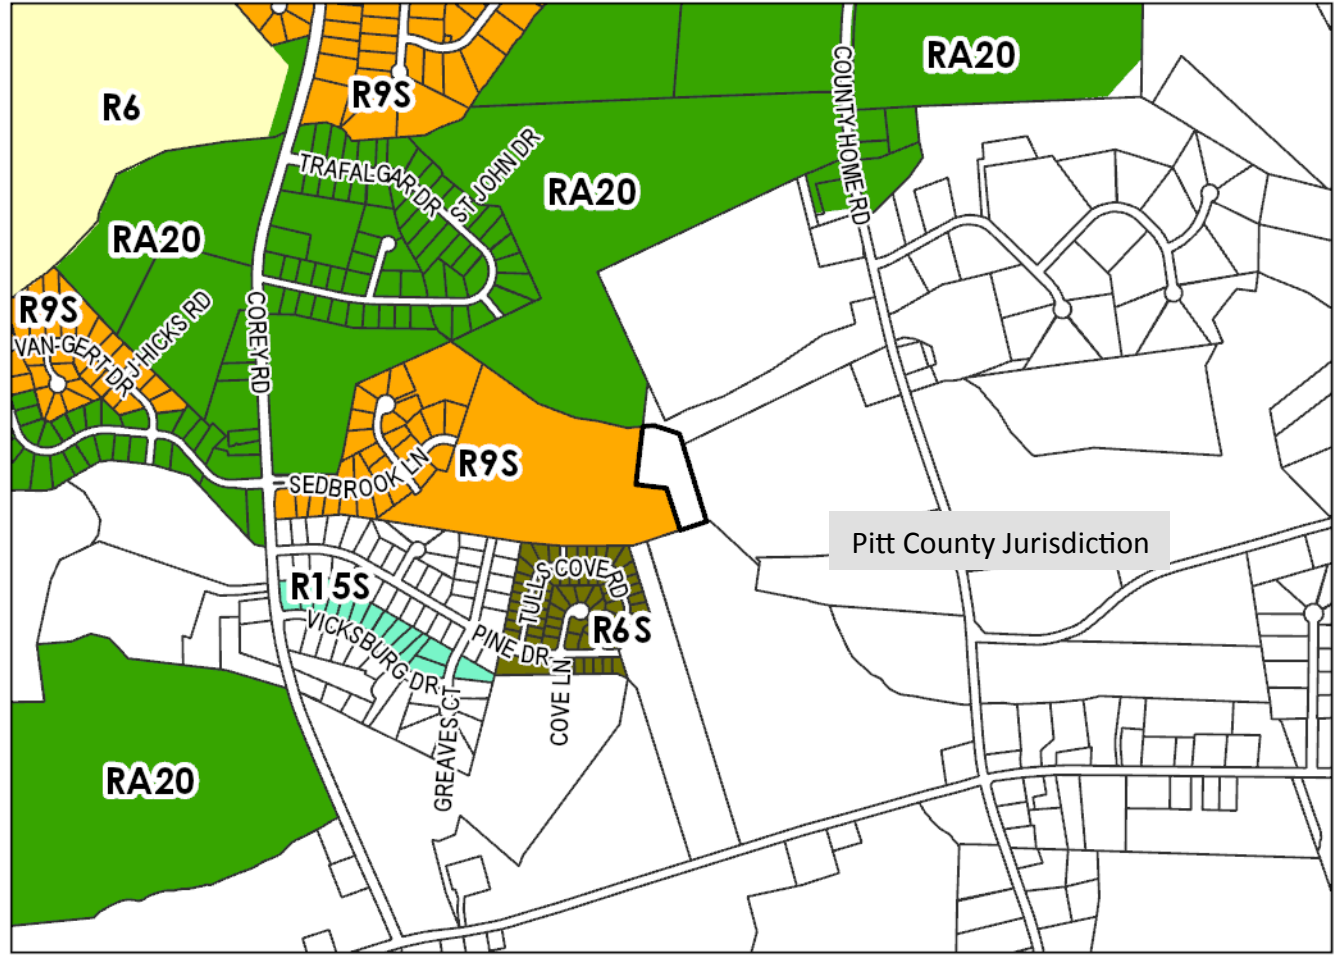 RA20
R9S
R6
COUNTY HOME RD
TRAFALGAR DR
ST JOHN DR
RA20
RA20
R9S
J HICKS RD
VAN-GERT-DR
COREY RD
SEDBROOK LN
R9S
Pitt County Jurisdiction
R15S
TULLS COVE RD
R6S
VICKSBURG-DR
PINE DR
COVE LN
GREAVES CT
RA20